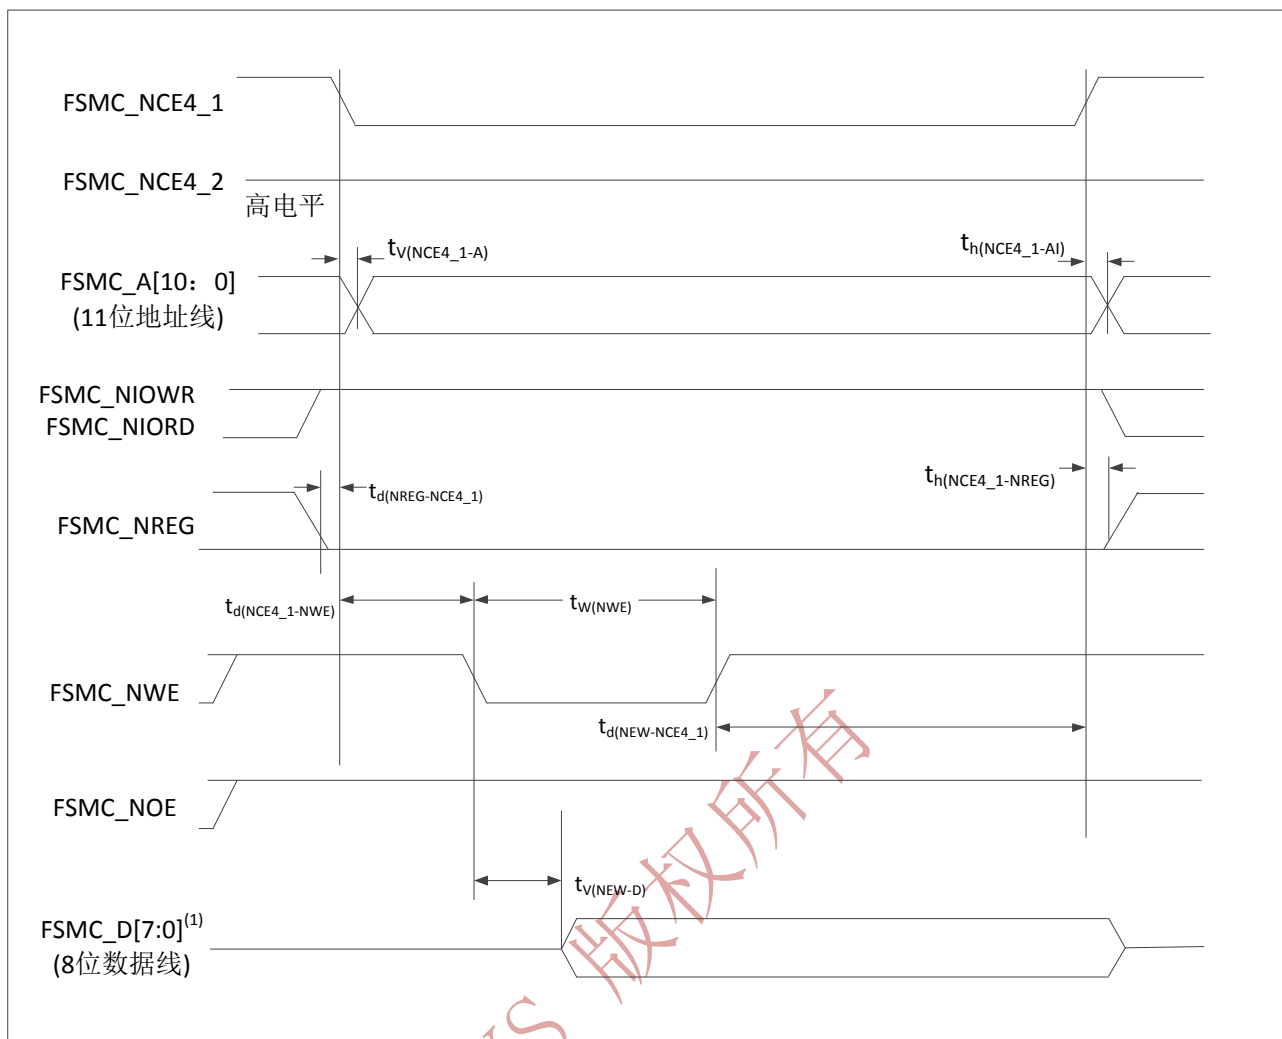 FSMC_NCE4_1
FSMC_NCE4_2
高电平
tV(NCE4_1-A)
th(NCE4_1-AI)
FSMC_A[10：0]
(11位地址线)
FSMC_NIOWR
FSMC_NIORD
td(NREG-NCE4_1)
th(NCE4_1-NREG)
FSMC_NREG
td(NCE4_1-NWE)
tW(NWE)
FSMC_NWE
td(NEW-NCE4_1)
FSMC_NOE
tV(NEW-D)
FSMC_D[7:0](1)
(8位数据线)
版权所有